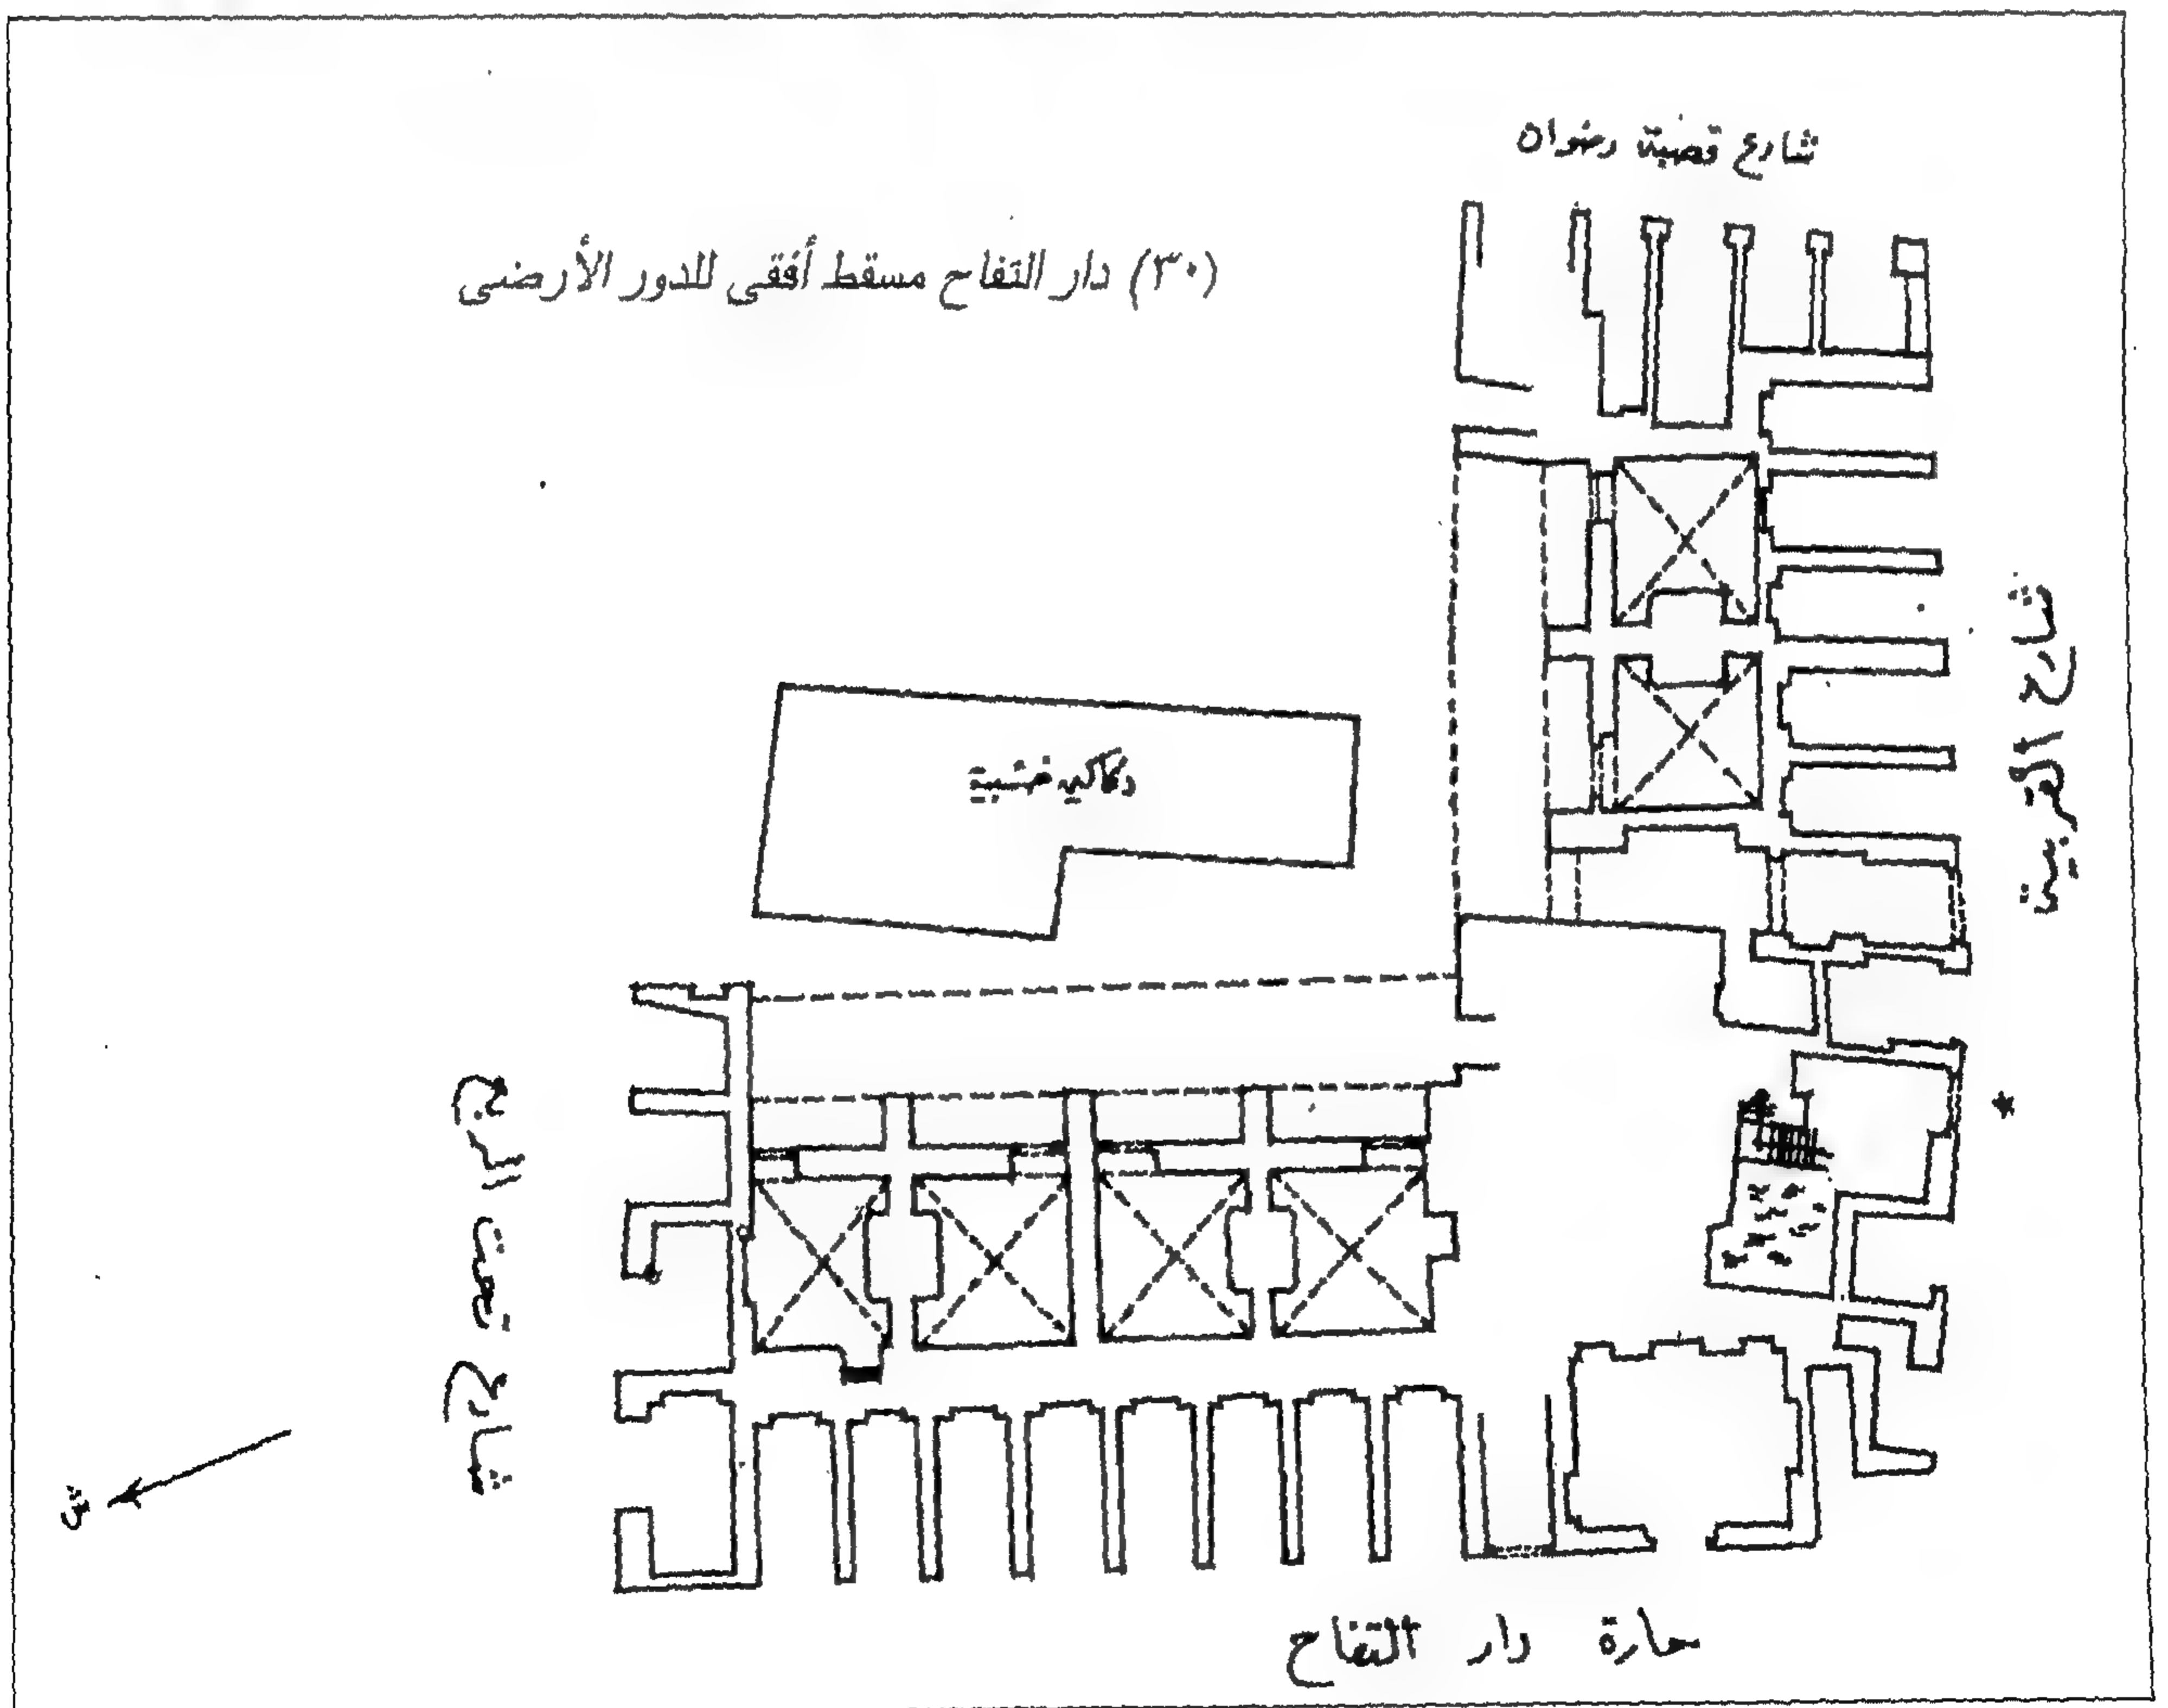 شارع قصبة رضوان
(٣٠) دار التفاح مسقط أفقى للدور الأرضى
شارع القربية
دكاكين خشبية
شارع تحت الربع
ش
حارة دار التفاح